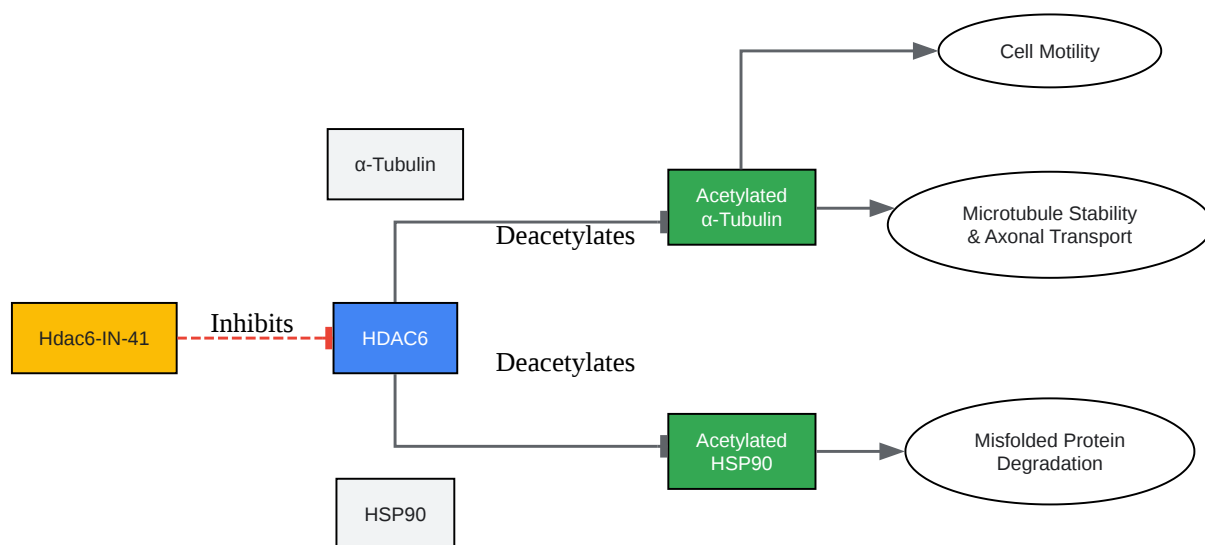 Cell Motility
α-Tubulin
Acetylated
α-Tubulin
Microtubule Stability
& Axonal Transport
Deacetylates
Hdac6-IN-41
Inhibits
HDAC6
Deacetylates
Acetylated
HSP90
Misfolded Protein
Degradation
HSP90